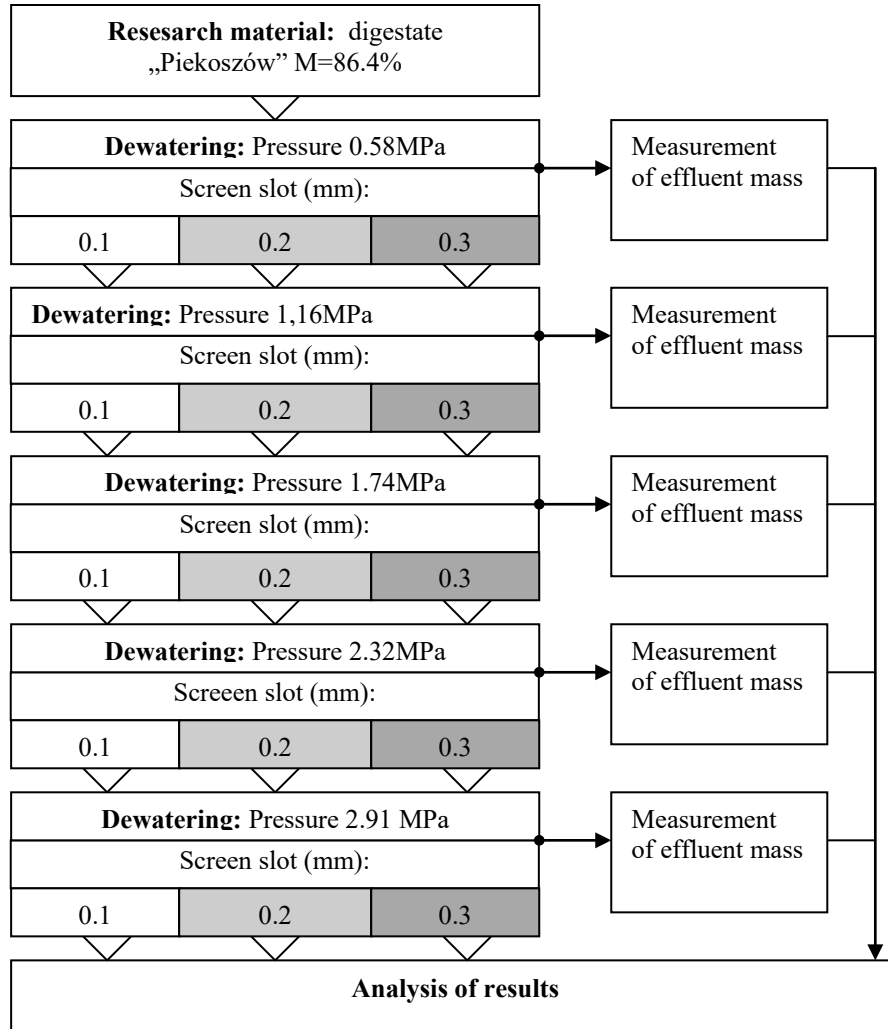 Resesarch material: digestate
„Piekoszów” M=86.4%
Dewatering: Pressure 0.58MPa
Screen slot (mm):
0.1 0.2 0.3
Measurement
of effluent mass
Dewatering: Pressure 1,16MPa
Screen slot (mm):
0.1 0.2 0.3
Measurement
of effluent mass
Dewatering: Pressure 1.74MPa
Screen slot (mm):
0.1 0.2 0.3
Measurement
of effluent mass
Dewatering: Pressure 2.32MPa
Screeen slot (mm):
0.1 0.2 0.3
Measurement
of effluent mass
Dewatering: Pressure 2.91 MPa
Screen slot (mm):
0.1 0.2 0.3
Measurement
of effluent mass
Analysis of results